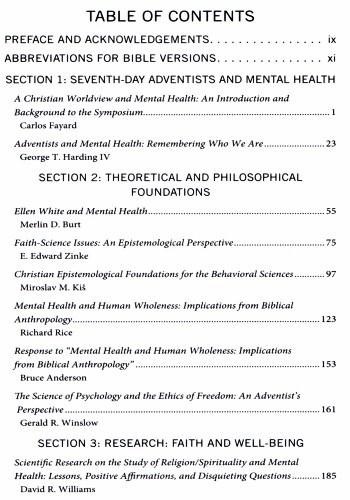 TABLE OF CONTENTS
PREFACE AND ACKNOWLEDGEMENTS............... ix
ABBREVIATIONS FOR BIBLE VERSIONS.............. xi
SECTION 1: SEVENTH-DAY ADVENTISTS AND MENTAL HEALTH
A Christian Worldview and Mental Health: An Introduction and
Background to the Symposium.................................................................1
Carlos Fayard
Adventists and Mental Health: Remembering Who We Are.....................23
George T. Harding IV
SECTION 2: THEORETICAL AND PHILOSOPHICAL
FOUNDATIONS
Ellen White and Mental Health..............................................................55
Merlin D. Burt
Faith-Science Issues: An Epistemological Perspective...............................75
E. Edward Zinke
Christian Epistemological Foundations for the Behavioral Sciences...........97
Miroslav M. Kiš
Mental Health and Human Wholeness: Implications from Biblical
Anthropology......................................................................................123
Richard Rice
Response to "Mental Health and Human Wholeness: Implications
from Biblical Anthropology"................................................................153
Bruce Anderson
The Science of Psychology and the Ethics of Freedom: An Adventist's
Perspective.........................................................................................161
Gerald R. Winslow
SECTION 3: RESEARCH: FAITH AND WELL-BEING
Scientific Research on the Study of Religion/Spirituality and Mental
Health: Lessons, Positive Affirmations, and Disquieting Questions...........185
David R. Williams